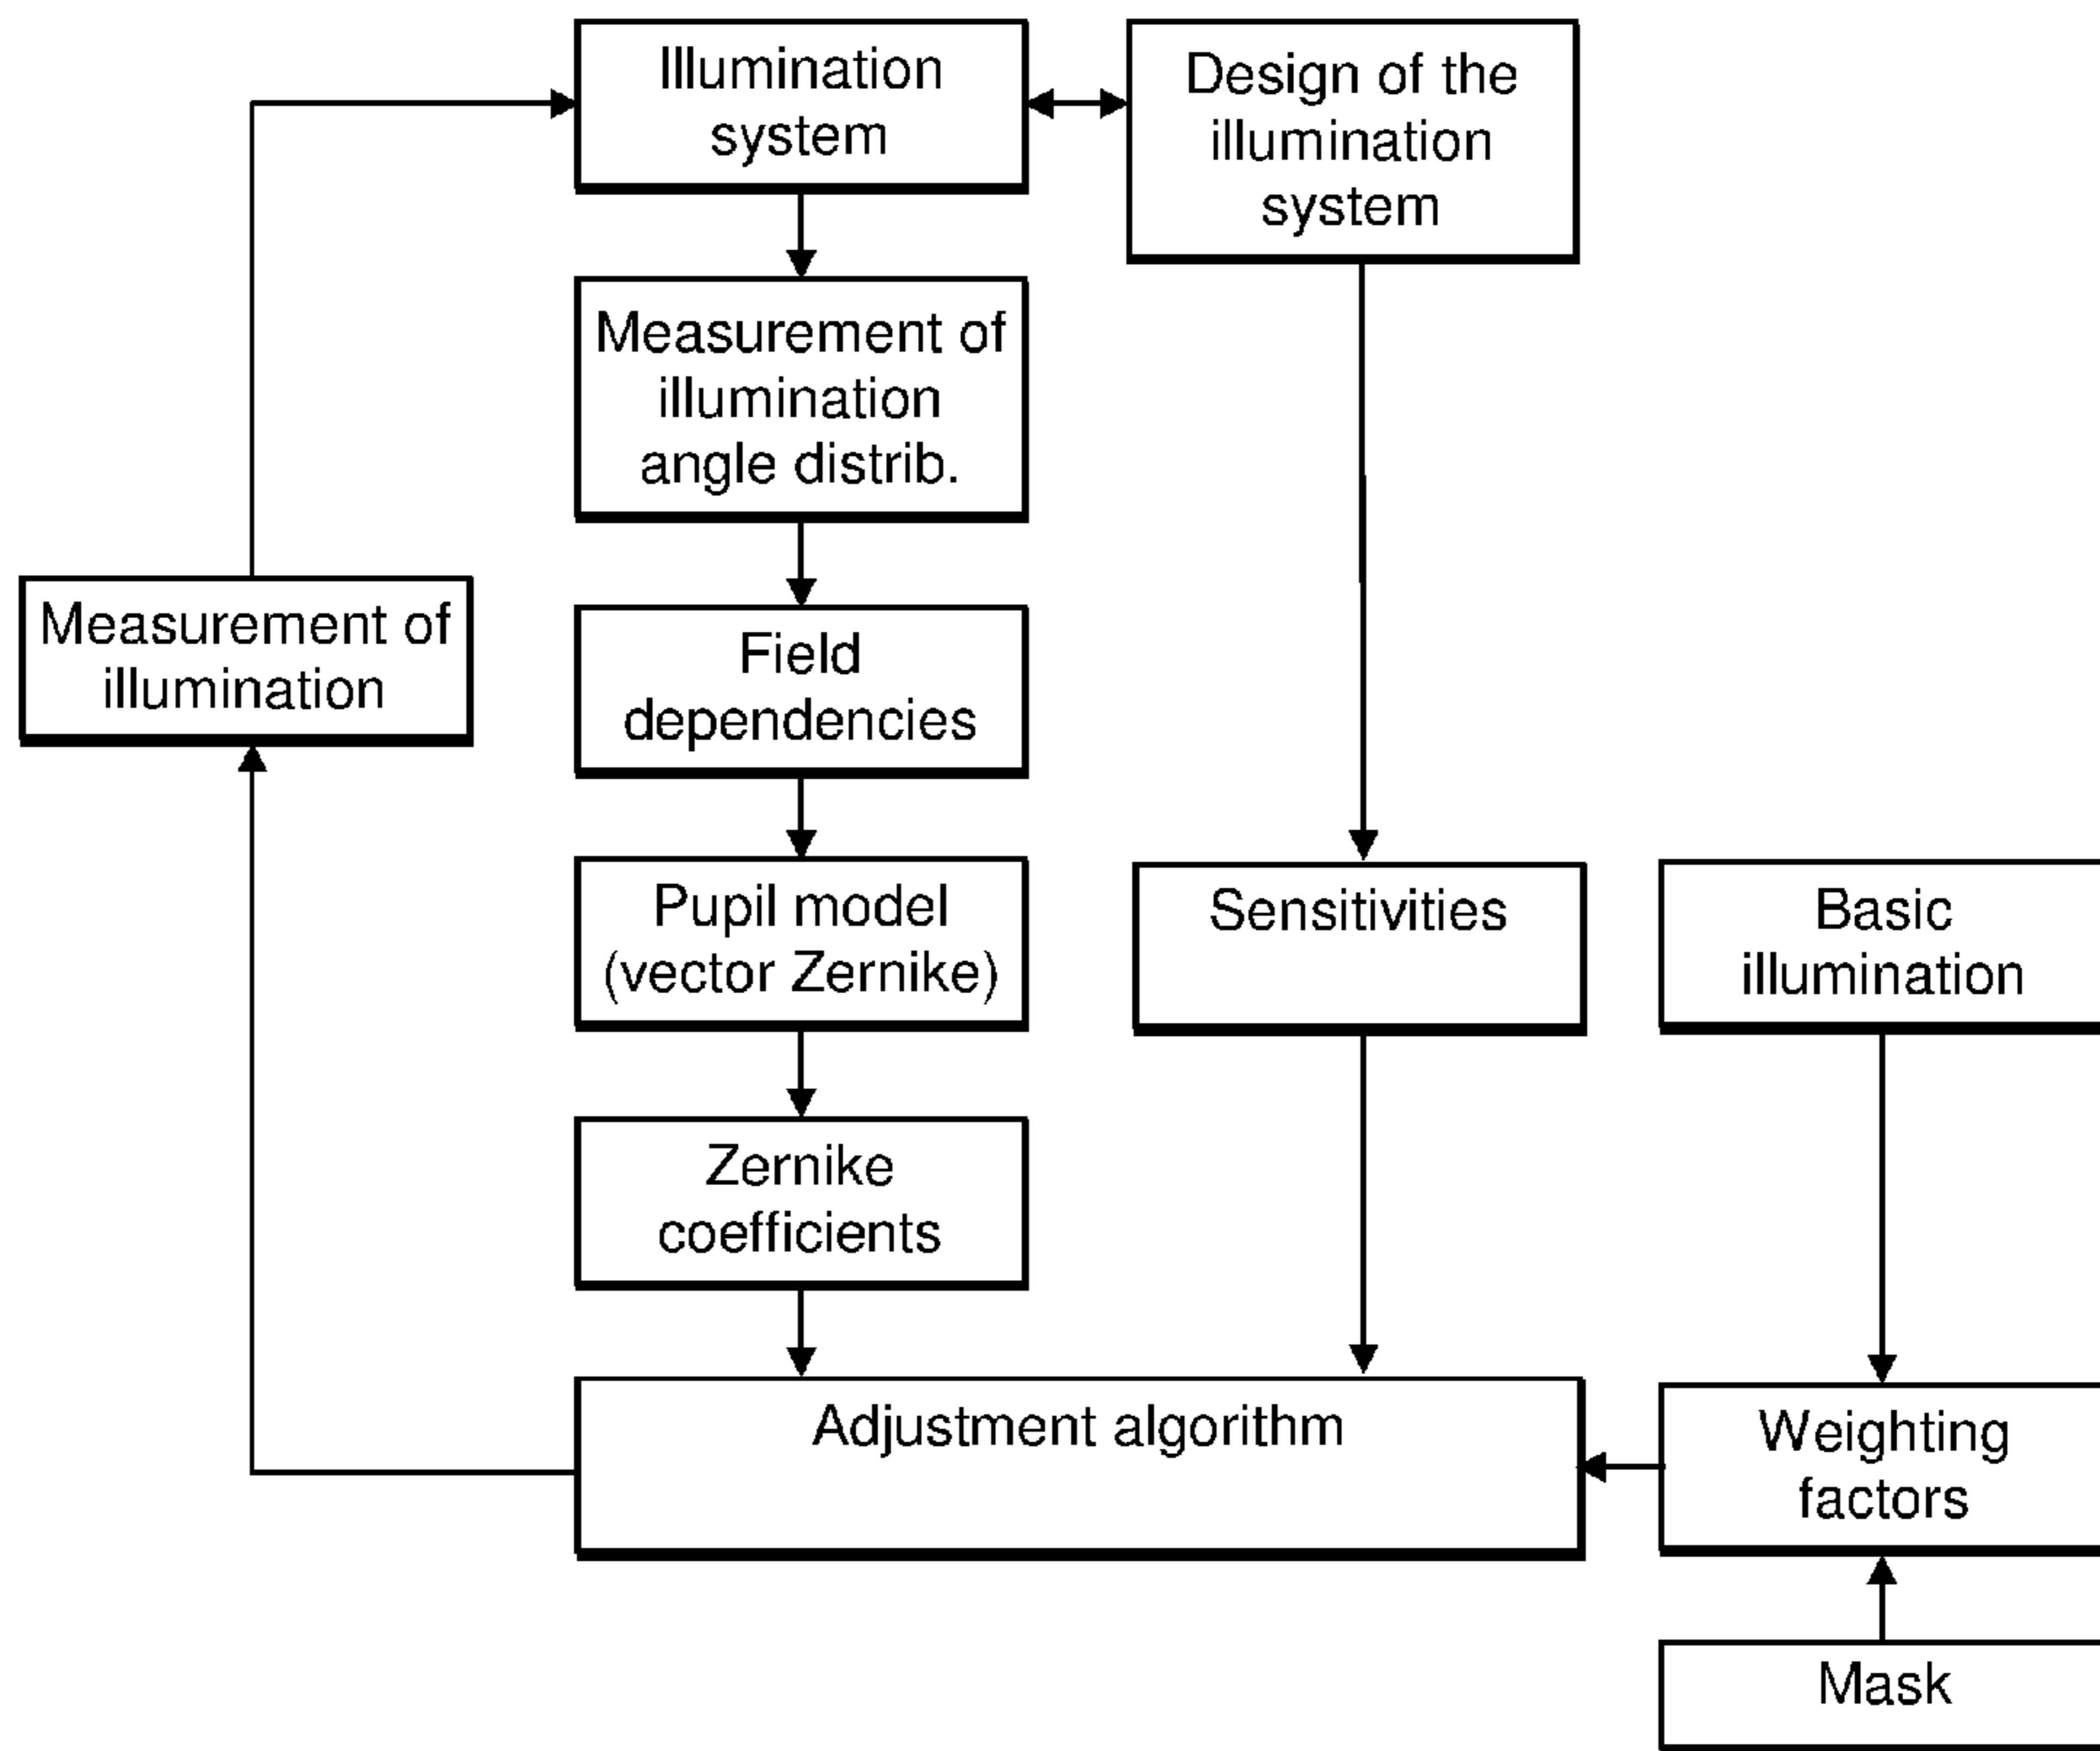 Illumination
system
Design of the
illumination
system
Measurement of
illumination
angle distrib.
Measurement of
illumination
Field
dependencies
Pupil model
(vector Zernike)
Sensitivities
Basic
illumination
Zernike
coefficients
Adjustment algorithm
Weighting
factors
Mask